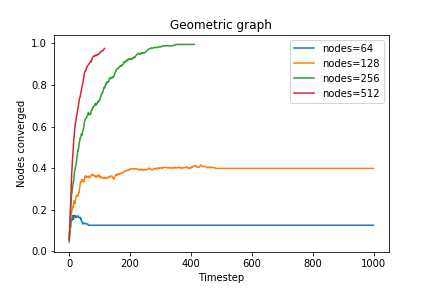 Geometric graph
nodes=64
nodes=128
nodes=256
nodes=512
Nodes converged
1.0
0.8
0.6
0.4
0.2
0.0
0 200 400 600 800 1000
Timestep